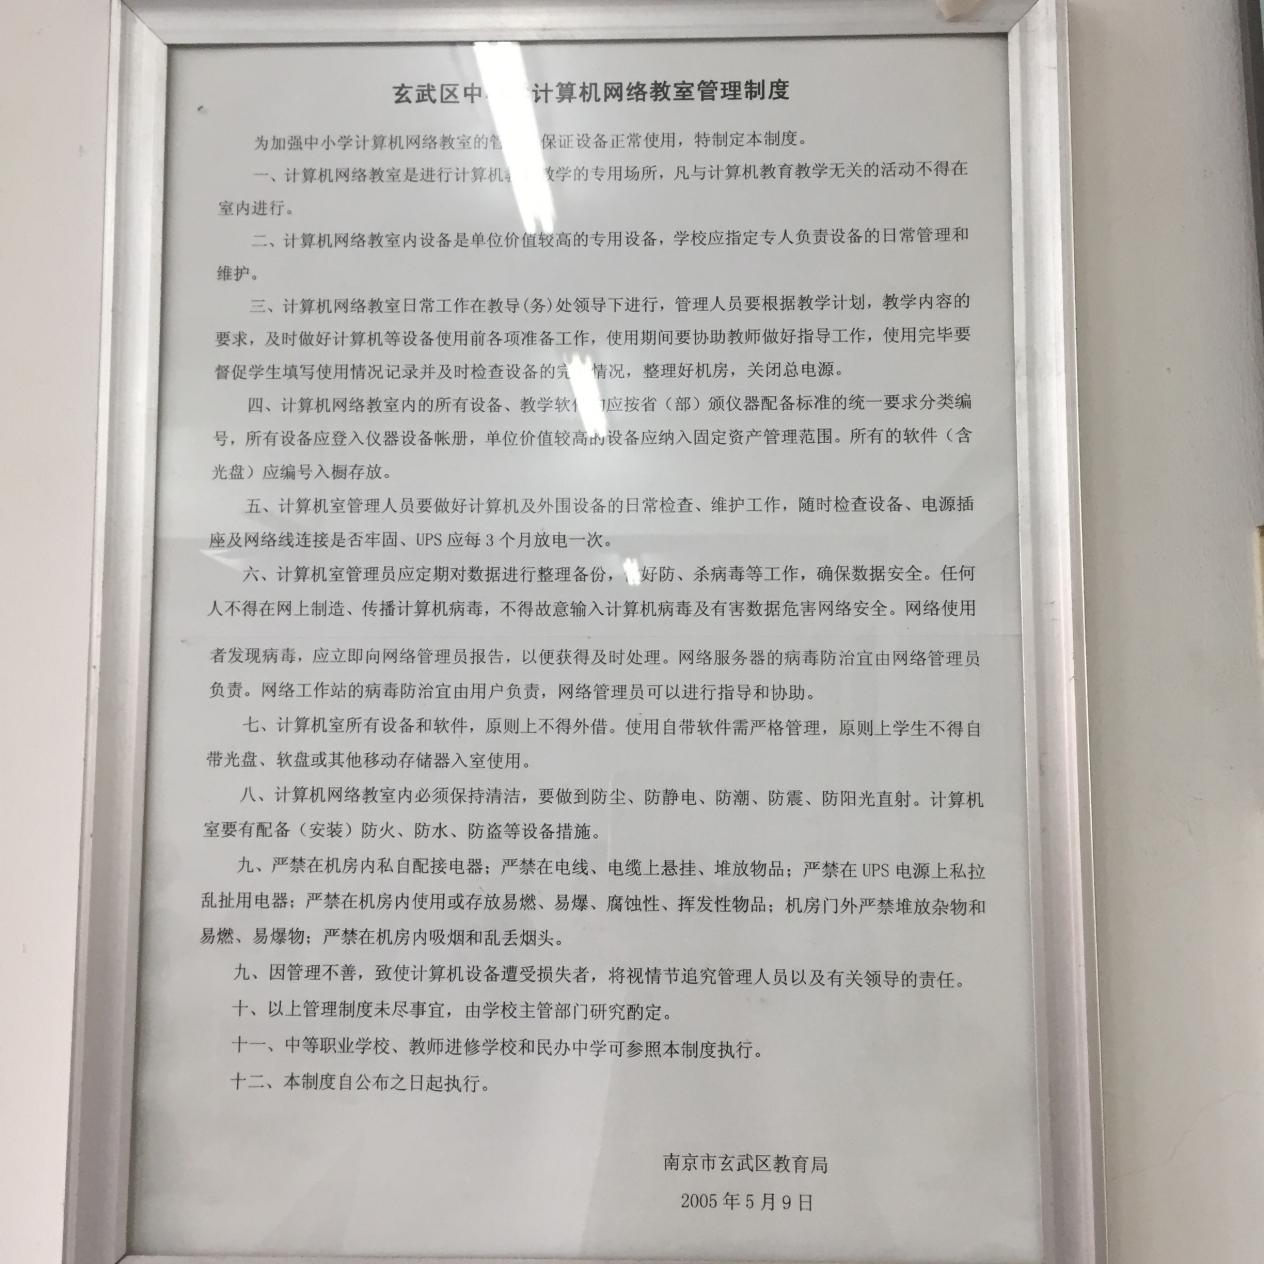 玄武区中 计算机网络教室管理制度
为加强中小学计算机网络教室的管 保证设备正常使用，特制定本制度。
一、计算机网络教室是进行计算机教 教学的专用场所，凡与计算机教育教学无关的活动不得在
室内进行。
二、计算机网络教室内设备是单位价值较高的专用设备，学校应指定专人负责设备的日常管理和
维护。
三、计算机网络教室日常工作在教导(务)处领导下进行，管理人员要根据教学计划，教学内容的
要求，及时做好计算机等设备使用前各项准备工作，使用期间要协助教师做好指导工作，使用完毕要
督促学生填写使用情况记录并及时检查设备的完 情况，整理好机房，关闭总电源。
四、计算机网络教室内的所有设备、教学软件 应按省（部）颁仪器配备标准的统一要求分类编
号，所有设备应登入仪器设备帐册，单位价值较高的设备应纳入固定资产管理范围。所有的软件（含
光盘）应编号入橱存放。
五、计算机室管理人员要做好计算机及外围设备的日常检查、维护工作，随时检查设备、电源插
座及网络线连接是否牢固、UPS应每3个月放电一次。
六、计算机室管理员应定期对数据进行整理备份， 好防、杀病毒等工作，确保数据安全。任何
人不得在网上制造、传播计算机病毒，不得故意输入计算机病毒及有害数据危害网络安全。网络使用
者发现病毒，应立即向网络管理员报告，以便获得及时处理。网络服务器的病毒防治宜由网络管理员
负责。网络工作站的病毒防治宜由用户负责，网络管理员可以进行指导和协助。
七、计算机室所有设备和软件，原则上不得外借。使用自带软件需严格管理，原则上学生不得自
带光盘、软盘或其他移动存储器入室使用。
八、计算机网络教室内必须保持清洁，要做到防尘、防静电、防潮、防震、防阳光直射。计算机
室要有配备（安装）防火、防水、防盗等设备措施。
九、严禁在机房内私自配接电器；严禁在电线、电缆上悬挂、堆放物品；严禁在UPS电源上私拉
乱扯用电器；严禁在机房内使用或存放易燃、易爆、腐蚀性、挥发性物品；机房门外严禁堆放杂物和
易燃、易爆物；严禁在机房内吸烟和乱丢烟头。
九、因管理不善，致使计算机设备遭受损失者，将视情节追究管理人员以及有关领导的责任。
十、以上管理制度未尽事宜，由学校主管部门研究酌定。
十一、中等职业学校、教师进修学校和民办中学可参照本制度执行。
十二、本制度自公布之日起执行。
南京市玄武区教育局
2005年5月9日